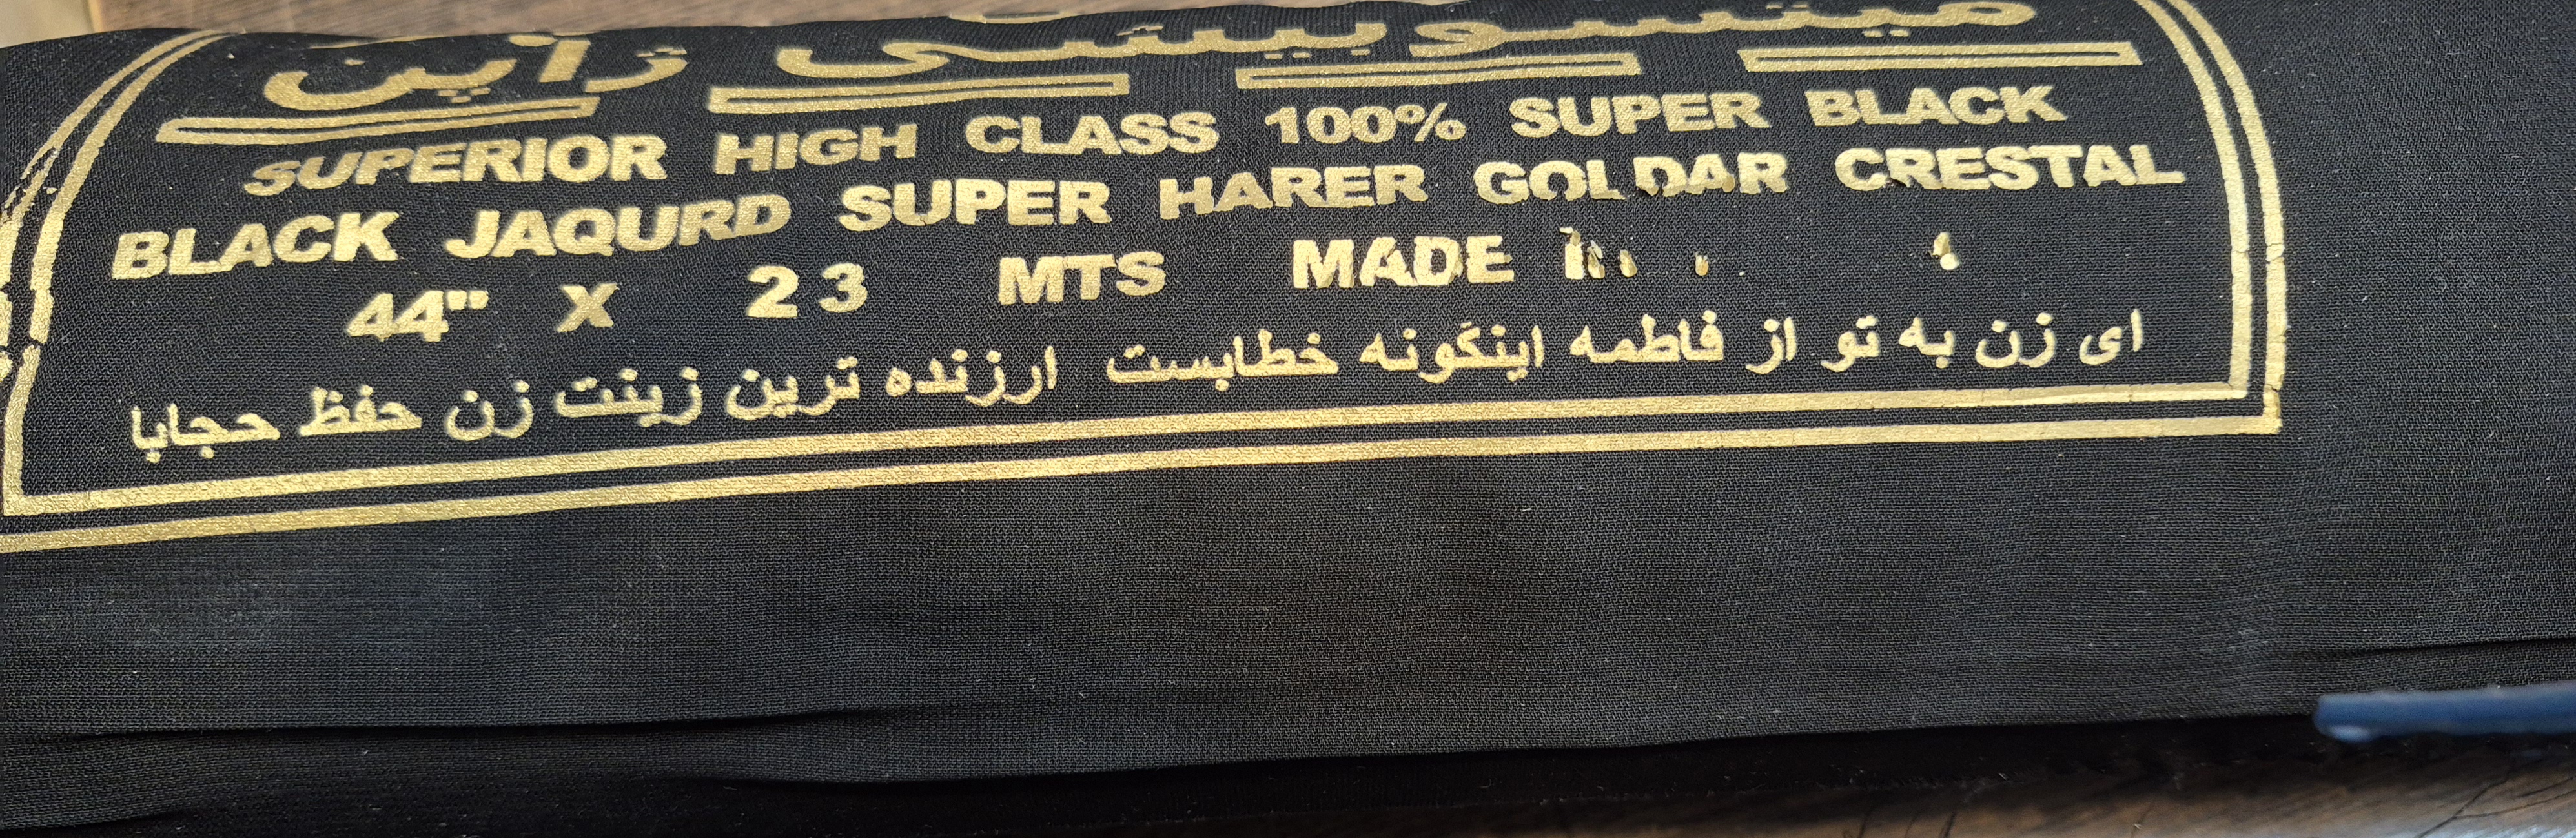 میتسوبیشی ژاپن
SUPERIOR HIGH CLASS 100% SUPER BLACK
BLACK JAQURD SUPER HARER GOLDAR CRESTAL
44" X 23 MTS MADE
ای زن به تو از فاطمه اینگونه خطابست ارزنده ترین زینت زن حفظ حجابا